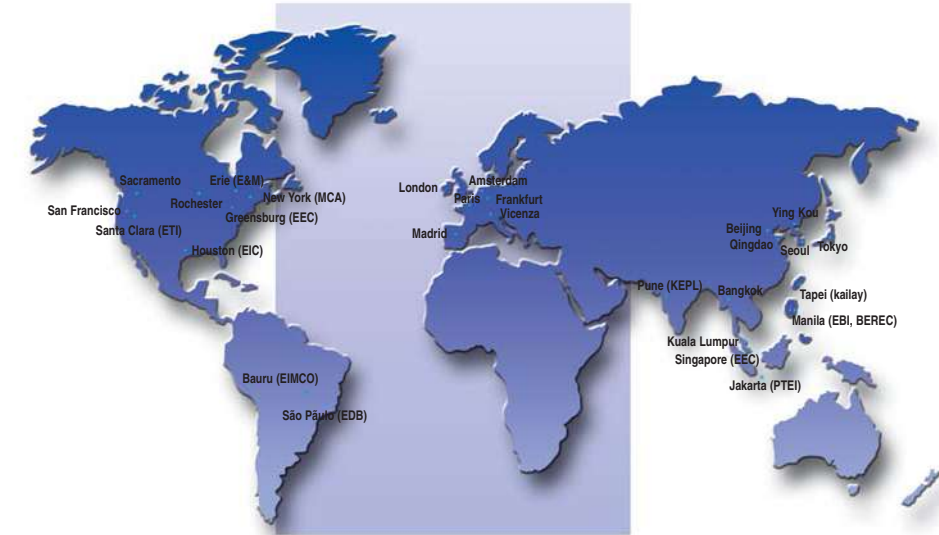 Sacramento
Erie (E&M)
Rochester
New York (MCA)
San Francisco
Greensburg (EEC)
Santa Clara (ETI)
Houston (EIC)
Bauru (EIMCO)
São Pãulo (EDB)
London
Amsterdam
Paris
Frankfurt
Vicenza
Madrid
Ying Kou
Beijing
Qingdao
Seoul
Tokyo
Pune (KEPL)
Bangkok
Tapei (kailay)
Manila (EBI, BEREC)
Kuala Lumpur
Singapore (EEC)
Jakarta (PTEI)